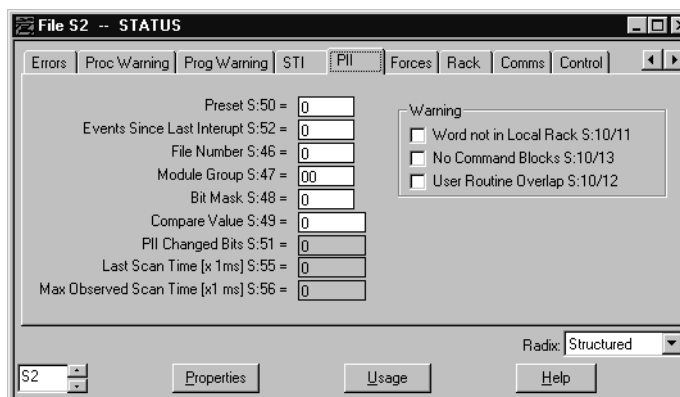 File S2 -- STATUS
Errors Proc Warning Prog Warning STI PII Forces Rack Comms Control
Preset S:50 = 0
Events Since Last Interupt S:52 = 0
File Number S:46 = 0
Module Group S:47 = 00
Bit Mask S:48 = 0
Compare Value S:49 = 0
PII Changed Bits S:51 = 0
Last Scan Time [x 1ms] S:55 = 0
Max Observed Scan Time [x1 ms] S:56 = 0
Warning
Word not in Local Rack S:10/11
No Command Blocks S:10/13
User Routine Overlap S:10/12
Radix: Structured
S2 Properties Usage Help